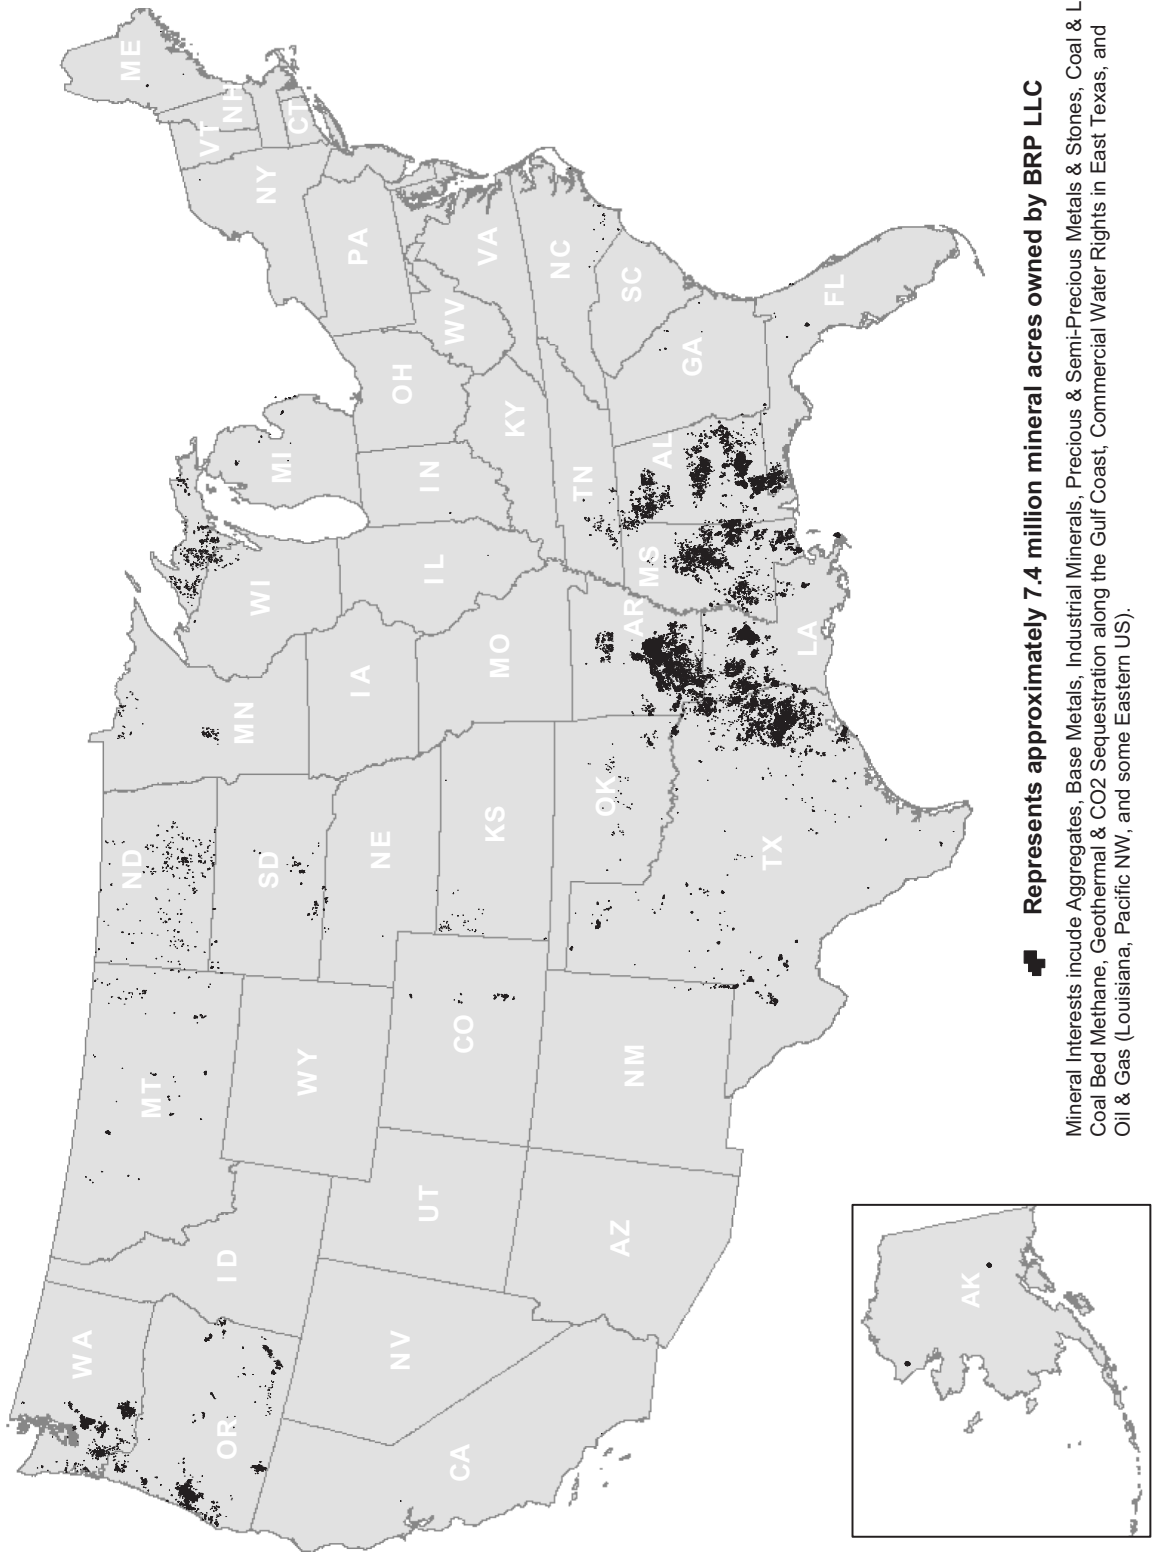 WA
OR
CA
NV
ID
MT
WY
UT
AZ
CO
NM
ND
SD
NE
KS
OK
TX
MN
IA
MO
AR
LA
WI
IL
MS
MI
IN
KY
TN
AL
OH
WV
VA
NC
SC
GA
FL
PA
NY
VT
NH
ME
CT
AK
Represents approximately 7.4 million mineral acres owned by BRP LLC
Mineral Interests incude Aggregates, Base Metals, Industrial Minerals, Precious & Semi-Precious Metals & Stones, Coal & L
Coal Bed Methane, Geothermal & CO2 Sequestration along the Gulf Coast, Commercial Water Rights in East Texas, and
Oil & Gas (Louisiana, Pacific NW, and some Eastern US).